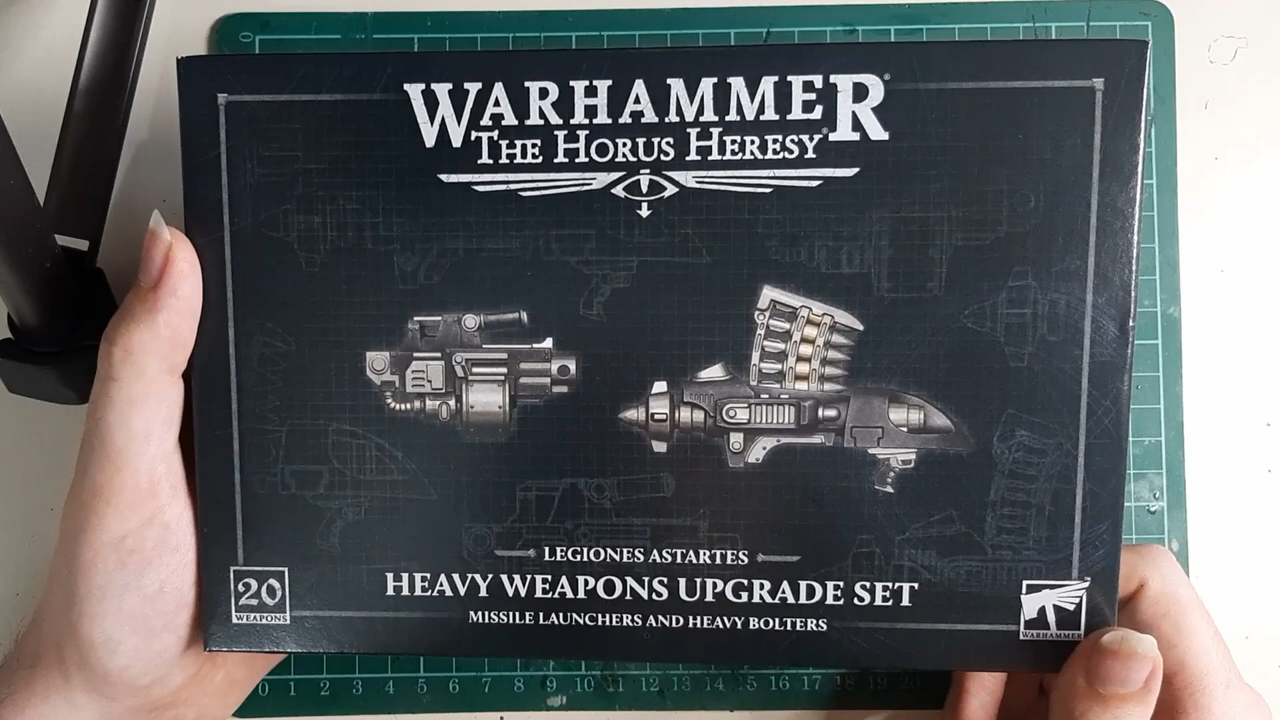 0
WARHAMMER®
THE HORUS HERESY®
LEGIONES ASTARTES
HEAVY WEAPONS UPGRADE SET
MISSILE LAUNCHERS AND HEAVY BOLTERS
20
WEAPONS
WARHAMMER
0 1 2 3 4 5 6 7 8 9 10 11 12 13 14 15 16 17 18 19 20